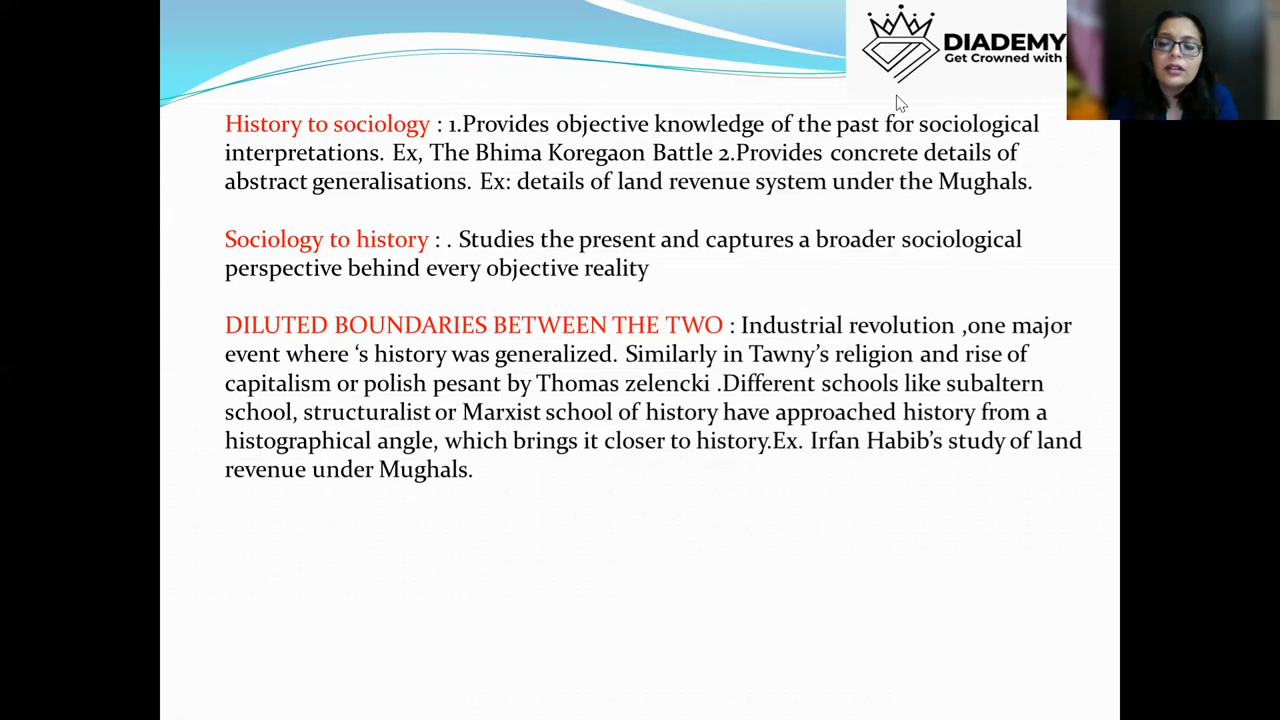 DIADEMY
Get Crowned with
History to sociology : 1.Provides objective knowledge of the past for sociological
interpretations. Ex, The Bhima Koregaon Battle 2.Provides concrete details of
abstract generalisations. Ex: details of land revenue system under the Mughals.
Sociology to history : . Studies the present and captures a broader sociological
perspective behind every objective reality
DILUTED BOUNDARIES BETWEEN THE TWO : Industrial revolution ,one major
event where ‘s history was generalized. Similarly in Tawny’s religion and rise of
capitalism or polish pesant by Thomas zelencki .Different schools like subaltern
school, structuralist or Marxist school of history have approached history from a
histographical angle, which brings it closer to history.Ex. Irfan Habib’s study of land
revenue under Mughals.